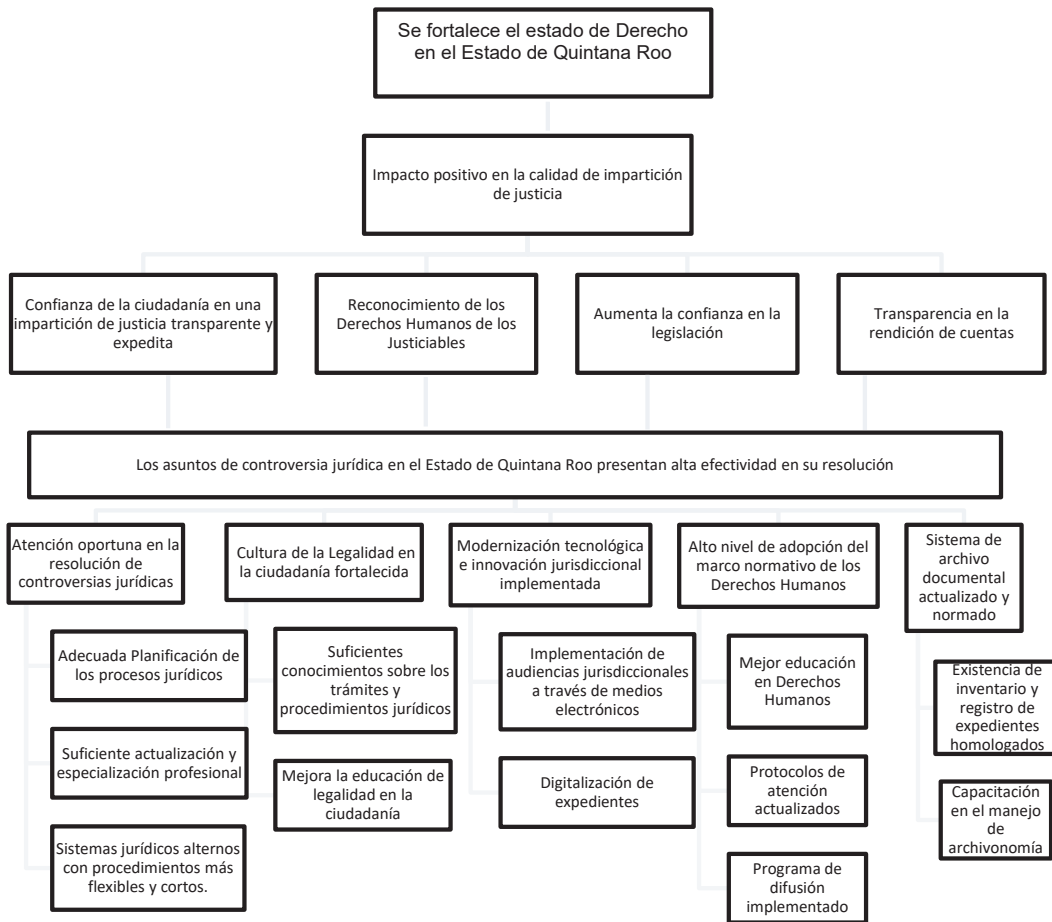 Se fortalece el estado de Derecho
en el Estado de Quintana Roo
Impacto positivo en la calidad de impartición
de justicia
Confianza de la ciudadanía en una
impartición de justicia transparente y
expedita
Reconocimiento de los
Derechos Humanos de los
Justiciables
Aumenta la confianza en la
legislación
Transparencia en la
rendición de cuentas
Los asuntos de controversia jurídica en el Estado de Quintana Roo presentan alta efectividad en su resolución
Atención oportuna en la
resolución de
controversias jurídicas
Adecuada Planificación de
los procesos jurídicos
Suficiente actualización y
especialización profesional
Sistemas jurídicos alternos
con procedimientos más
flexibles y cortos.
Cultura de la Legalidad en
la ciudadanía fortalecida
Suficientes
conocimientos sobre los
trámites y
procedimientos jurídicos
Mejora la educación de
legalidad en la
ciudadanía
Modernización tecnológica
e innovación jurisdiccional
implementada
Implementación de
audiencias jurisdiccionales
a través de medios
electrónicos
Digitalización de
expedientes
Alto nivel de adopción del
marco normativo de los
Derechos Humanos
Mejor educación
en Derechos
Humanos
Protocolos de
atención
actualizados
Programa de
difusión
implementado
Sistema de
archivo
documental
actualizado y
normado
Existencia de
inventario y
registro de
expedientes
homologados
Capacitación
en el manejo
de
archivonomía